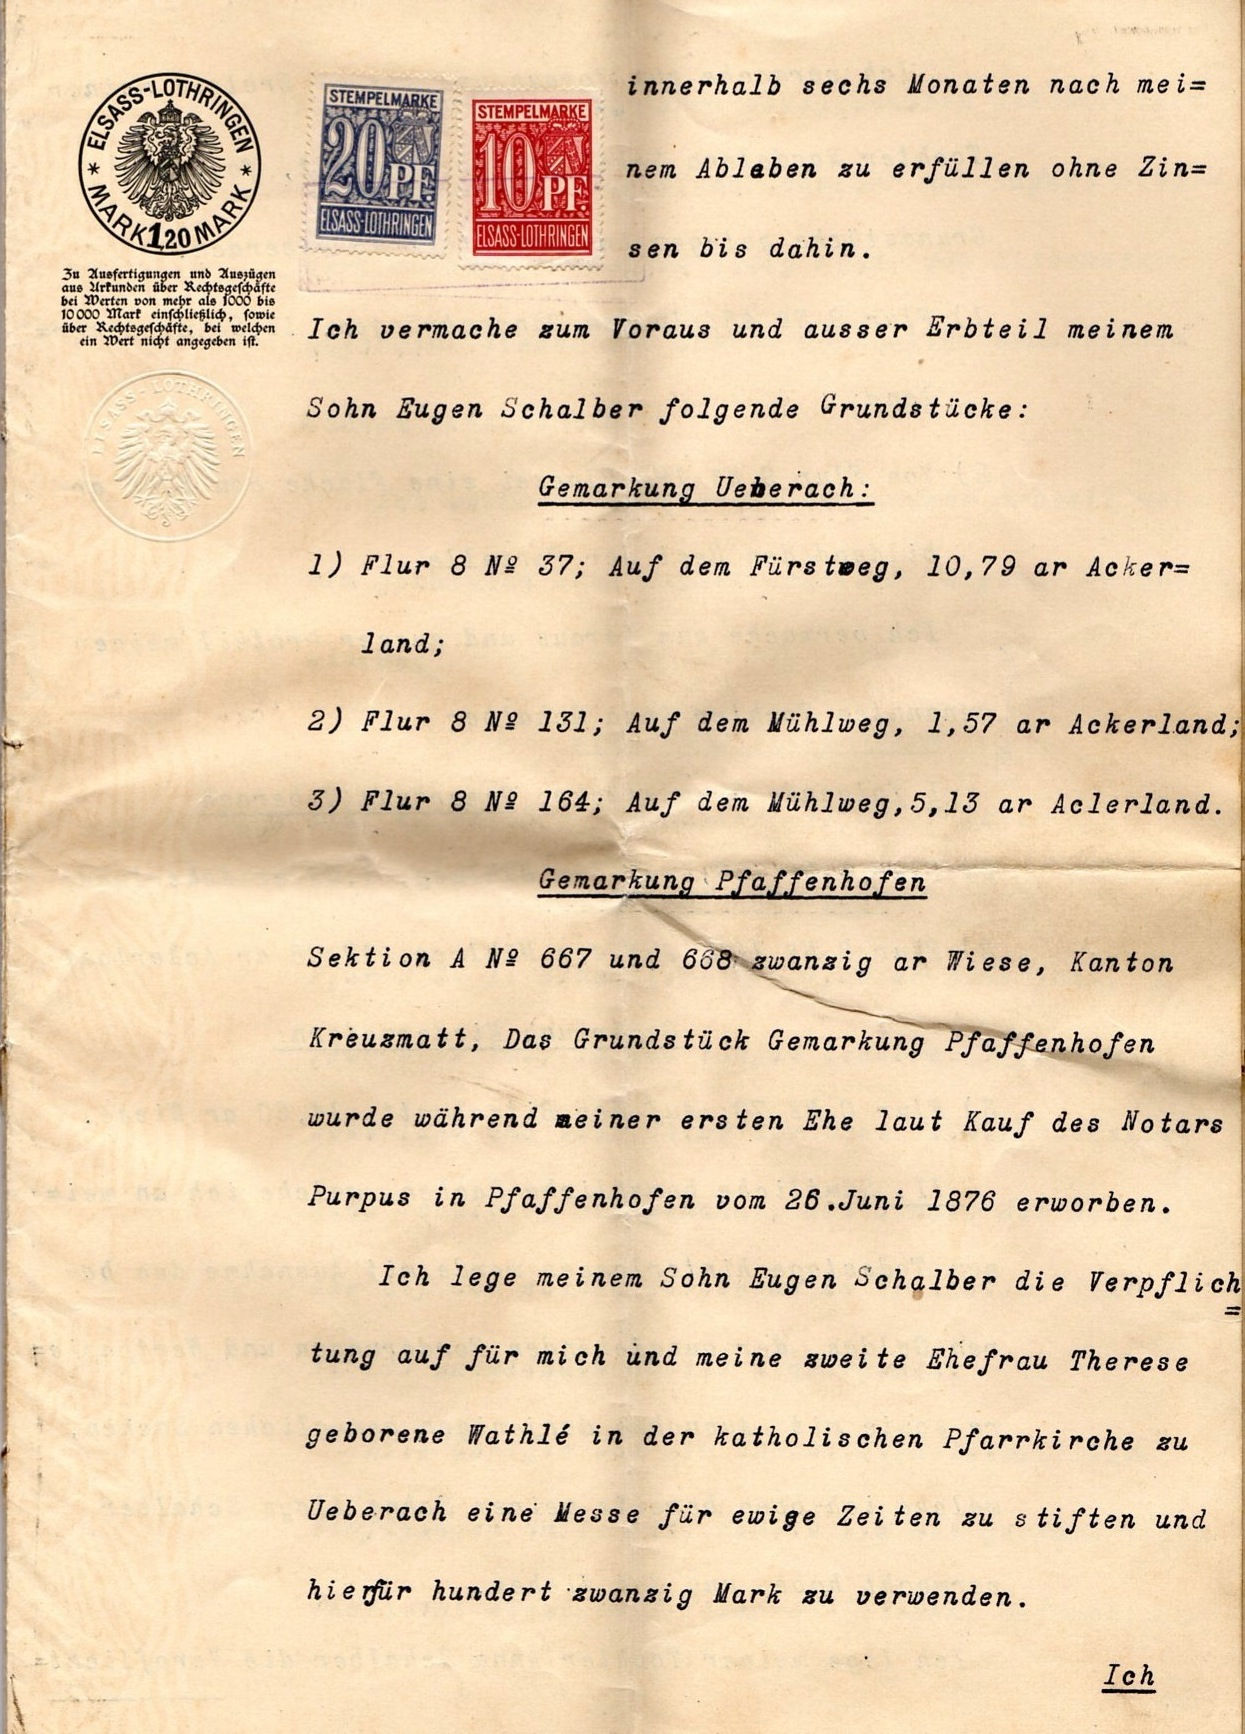 ELSASS-LOTHRINGEN
* MARK 1,20 MARK *
Zu Ausfertigungen und Auszügen
aus Urkunden über Rechtsgeschäfte
bei Werten von mehr als 1000 bis
10000 Mark einschließlich, sowie
über Rechtsgeschäfte, bei welchen
ein Wert nicht angegeben ist.
ELSASS-LOTHRINGEN
STEMPELMARKE
20 PF.
ELSASS-LOTHRINGEN
STEMPELMARKE
10 PF.
ELSASS-LOTHRINGEN
innerhalb sechs Monaten nach mei=
nem Ableben zu erfüllen ohne Zin=
sen bis dahin.
Ich vermache zum Voraus und ausser Erbteil meinem
Sohn Eugen Schalber folgende Grundstücke:
Gemarkung Ueberach:
1) Flur 8 Nº 37; Auf dem Fürstweg, 10,79 ar Acker=
land;
2) Flur 8 Nº 131; Auf dem Mühlweg, 1,57 ar Ackerland;
3) Flur 8 Nº 164; Auf dem Mühlweg,5,13 ar Aclerland.
Gemarkung Pfaffenhofen
Sektion A Nº 667 und 668 zwanzig ar Wiese, Kanton
Kreuzmatt, Das Grundstück Gemarkung Pfaffenhofen
wurde während meiner ersten Ehe laut Kauf des Notars
Purpus in Pfaffenhofen vom 26.Juni 1876 erworben.
Ich lege meinem Sohn Eugen Schalber die Verpflich=
tung auf für mich und meine zweite Ehefrau Therese
geborene Wathlé in der katholischen Pfarrkirche zu
Ueberach eine Messe für ewige Zeiten zu stiften und
hierfür hundert zwanzig Mark zu verwenden.
Ich